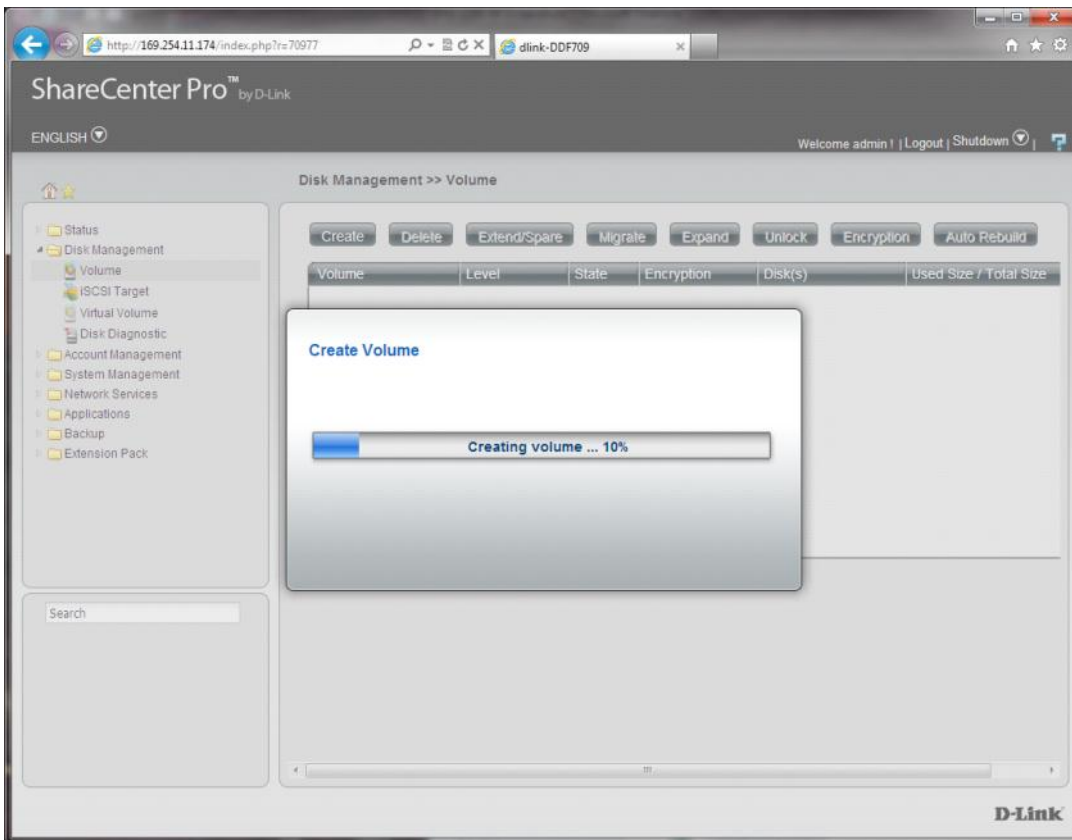 http://169.254.11.174/index.php?r=70977
dlink-DDF709
ShareCenter Pro™ by D-Link
ENGLISH
Welcome admin ! | Logout | Shutdown |
Disk Management >> Volume
Status
Disk Management
Volume
iSCSI Target
Virtual Volume
Disk Diagnostic
Account Management
System Management
Network Services
Applications
Backup
Extension Pack
Search
Create Delete Extend/Spare Migrate Expand Unlock Encryption Auto Rebuild
Volume Level State Encryption Disk(s) Used Size / Total Size
Create Volume
Creating volume ... 10%
D-Link